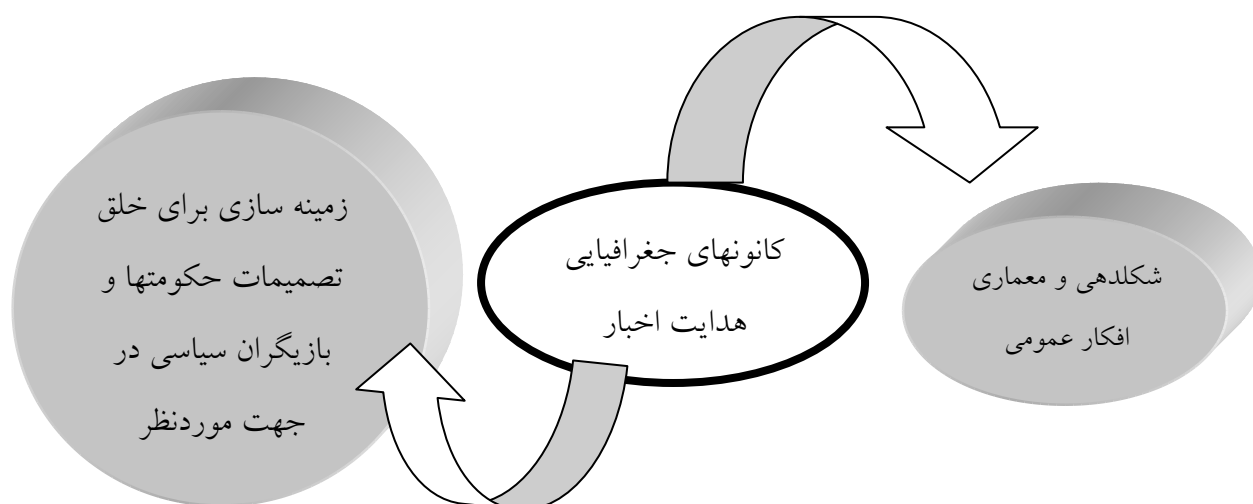 کانونهای جغرافیایی
هدایت اخبار
شکلدهی و معماری
افکار عمومی
زمینه سازی برای خلق
تصمیمات حکومتها و
بازیگران سیاسی در
جهت موردنظر